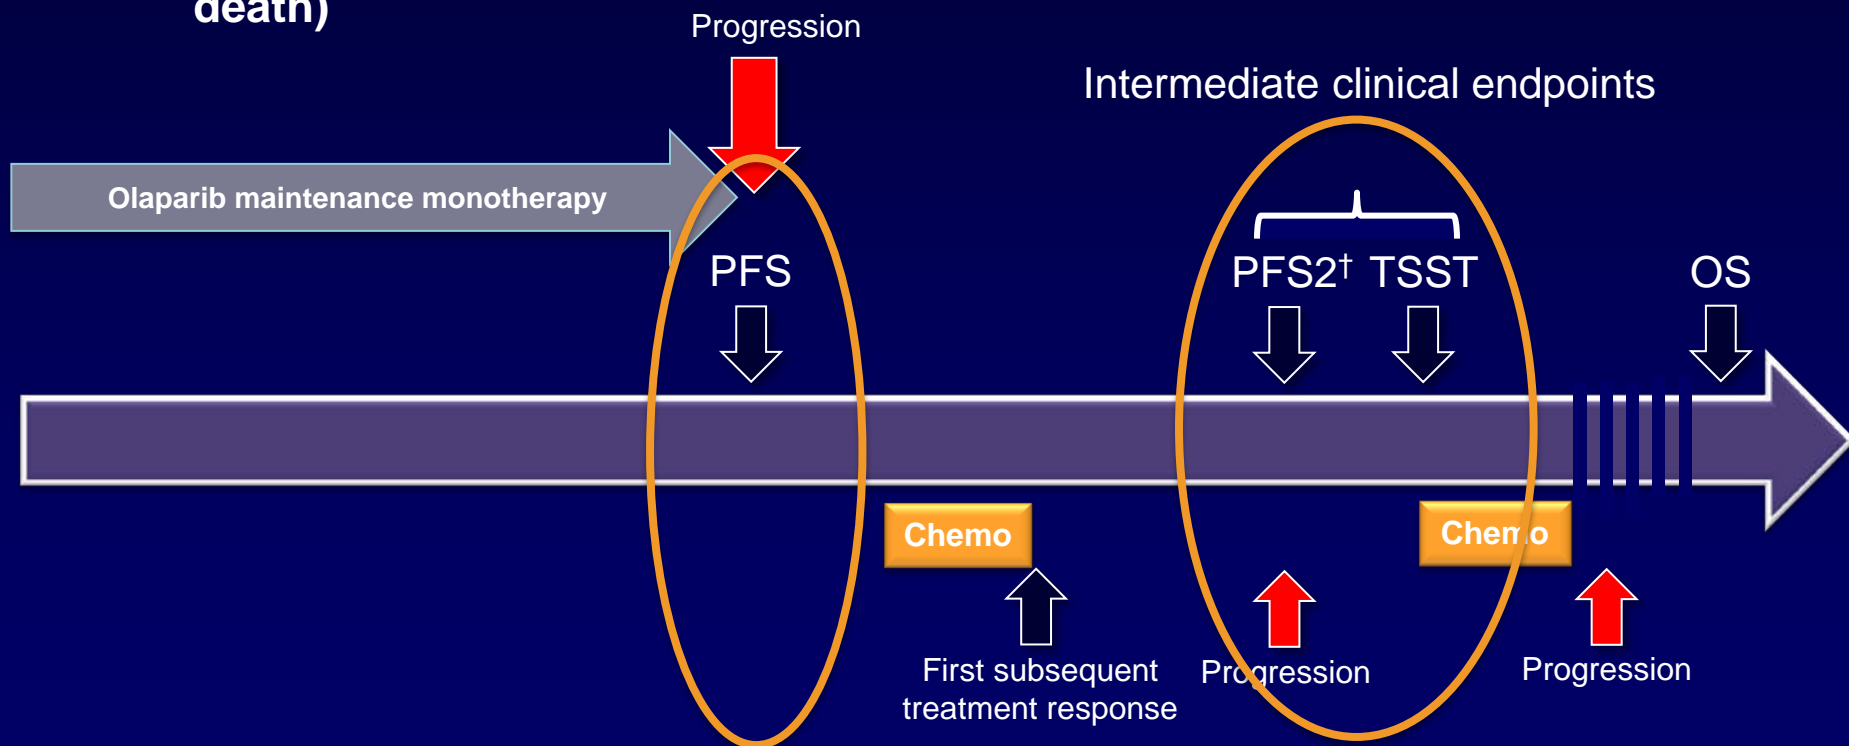 death)
Progression
Intermediate clinical endpoints
Olaparib maintenance monotherapy
PFS
PFS2† TSST
OS
Chemo
Chemo
First subsequent
treatment response
Progression
Progression